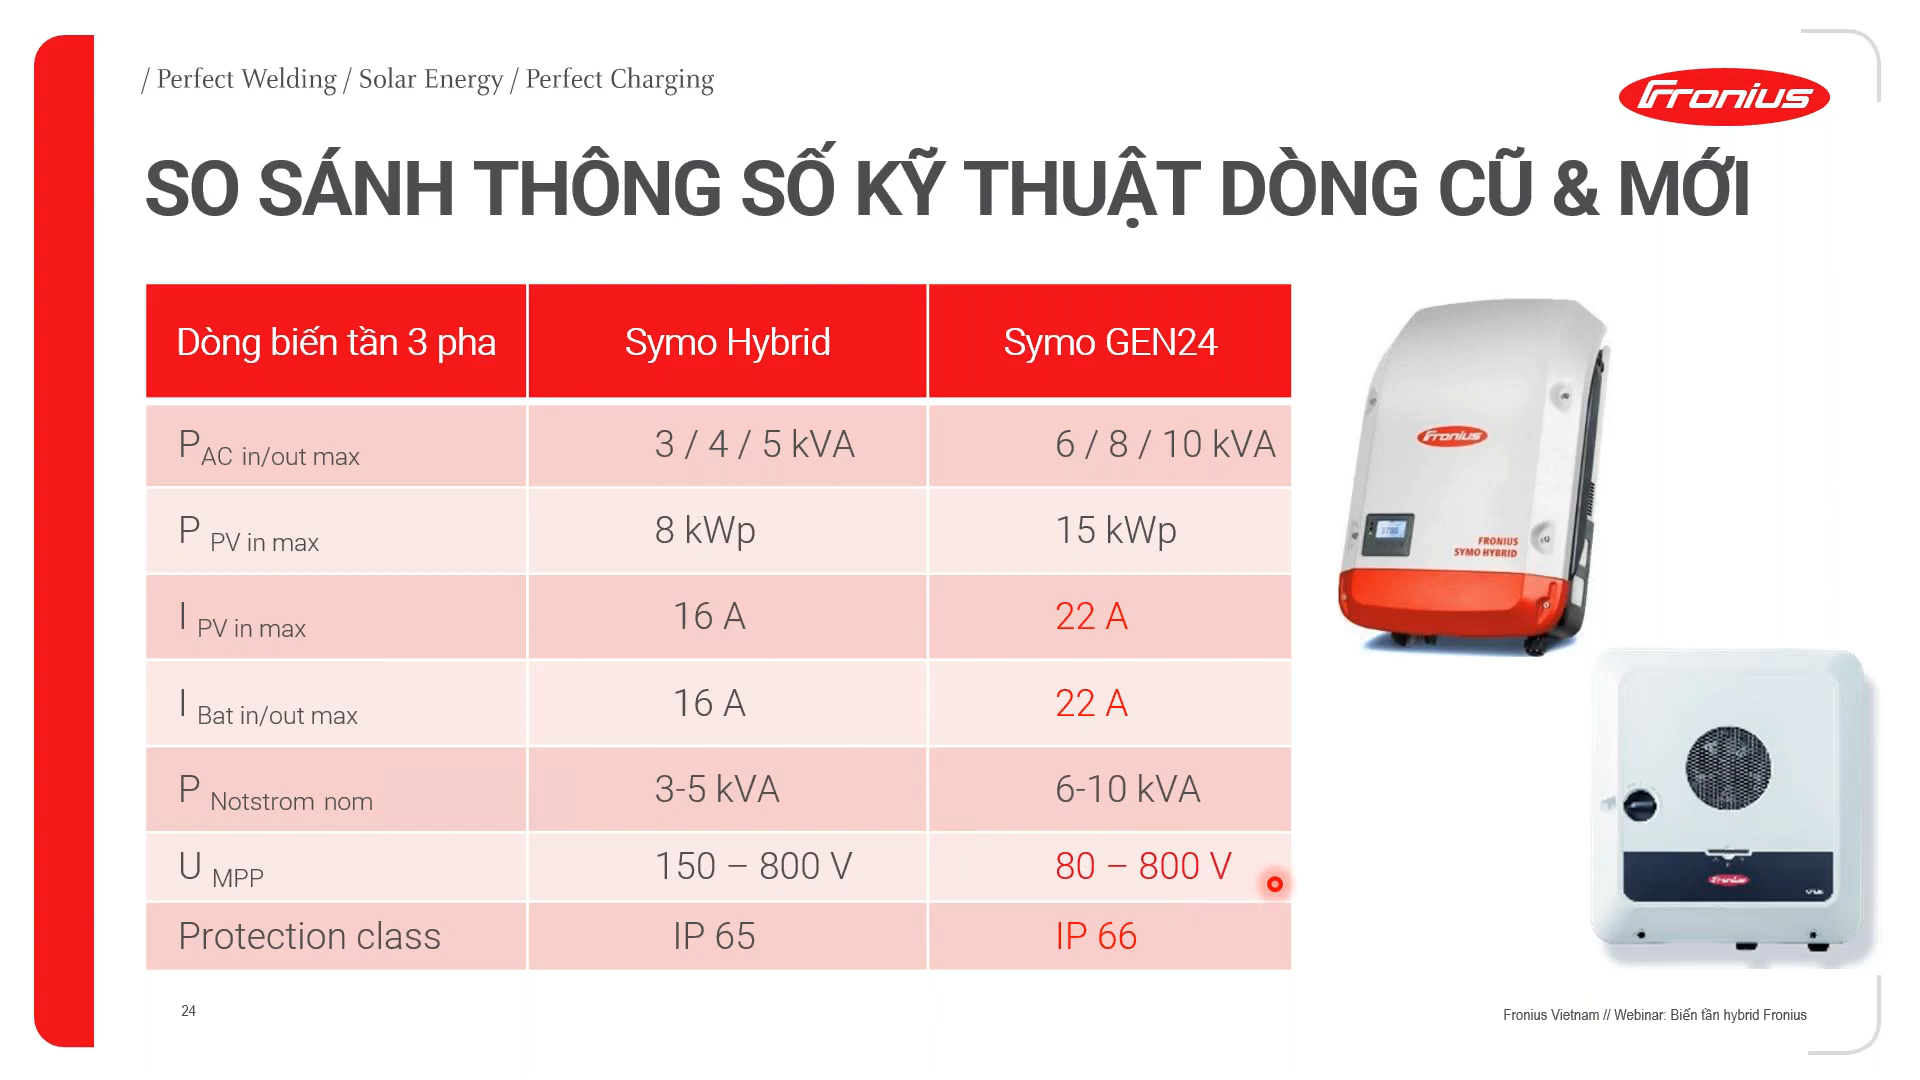 / Perfect Welding / Solar Energy / Perfect Charging
Fronius
SO SÁNH THÔNG SỐ KỸ THUẬT DÒNG CŨ & MỚI
Dòng biến tần 3 pha Symo Hybrid Symo GEN24
P AC in/out max 3 / 4 / 5 kVA 6 / 8 / 10 kVA
P PV in max 8 kWp 15 kWp
I PV in max 16 A 22 A
I Bat in/out max 16 A 22 A
P Notstrom nom 3-5 kVA 6-10 kVA
U MPP 150 – 800 V 80 – 800 V
Protection class IP 65 IP 66
Fronius
FRONIUS
SYMO HYBRID
Fronius
24
Fronius Vietnam // Webinar: Biến tần hybrid Fronius